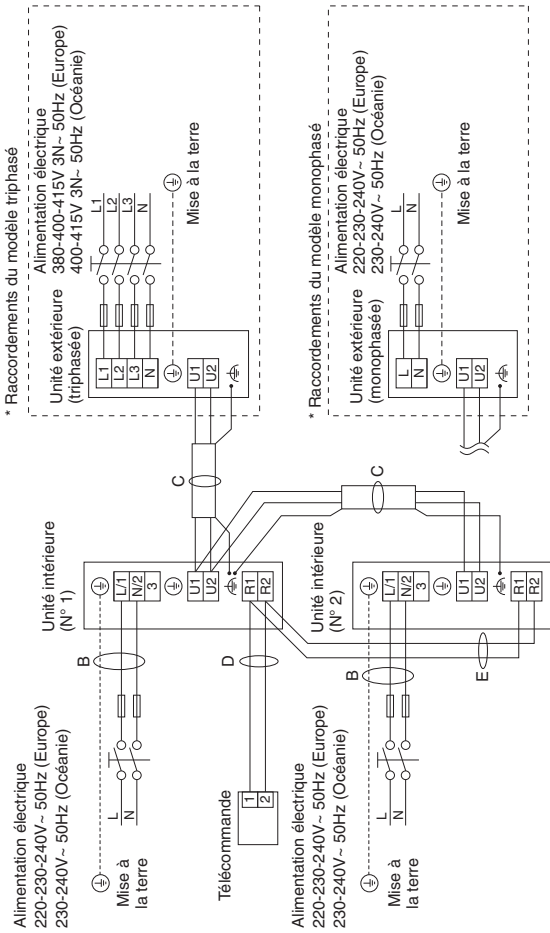 * Raccordements du modèle triphasé
Alimentation électrique
380-400-415V 3N~ 50Hz (Europe)
400-415V 3N~ 50Hz (Océanie)
L1
L2
L3
N
Mise à la terre
Unité extérieure
(triphasée)
L1
L2
L3
N
U1
U2
* Raccordements du modèle monophasé
Alimentation électrique
220-230-240V~ 50Hz (Europe)
230-240V~ 50Hz (Océanie)
L
N
Mise à la terre
Unité extérieure
(monophasée)
L
N
U1
U2
C
C
Unité intérieure
(N° 1)
L/1
N/2
3
U1
U2
R1
R2
Unité intérieure
(N° 2)
L/1
N/2
3
U1
U2
R1
R2
B
D
B
E
Alimentation électrique
220-230-240V~ 50Hz (Europe)
230-240V~ 50Hz (Océanie)
L
N
Mise à
la terre
Télécommande
1
2
Alimentation électrique
220-230-240V~ 50Hz (Europe)
230-240V~ 50Hz (Océanie)
L
N
Mise à
la terre